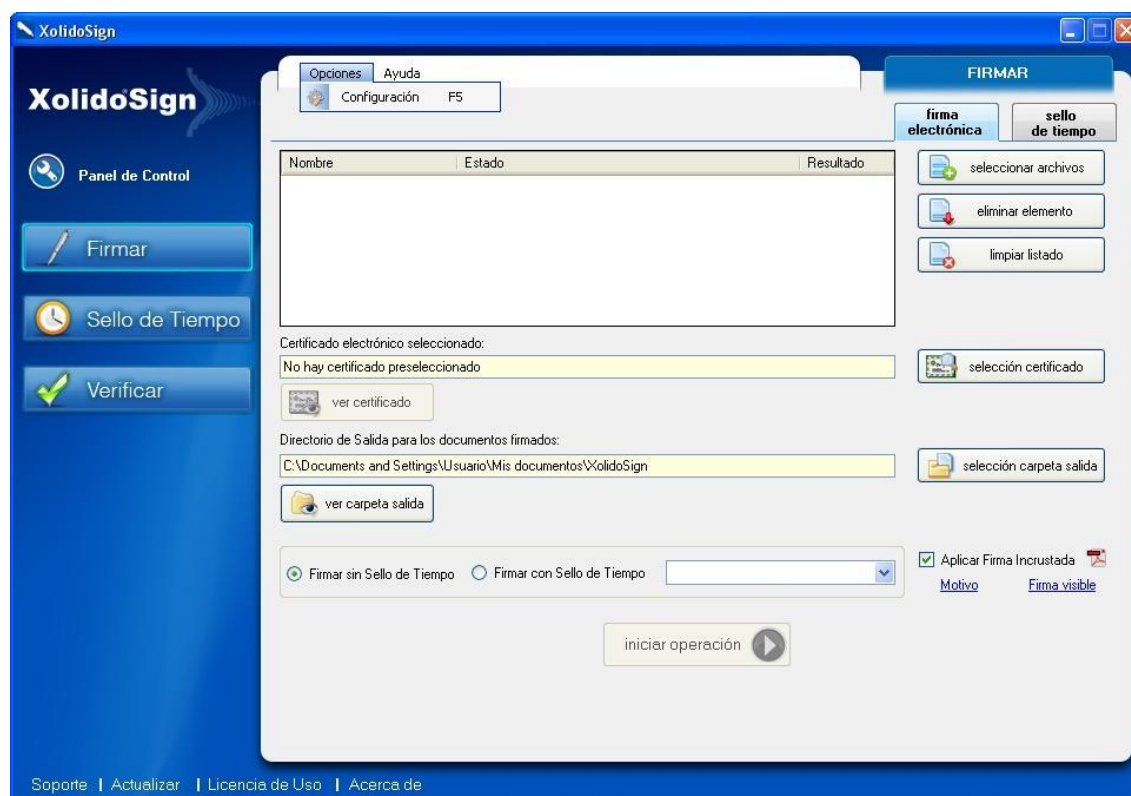 XolidoSign
XolidoSign
Panel de Control
Firmar
Sello de Tiempo
Verificar
Opciones Ayuda
Configuración F5
FIRMAR
firma electrónica
sello de tiempo
Nombre Estado Resultado
seleccionar archivos
eliminar elemento
limpiar listado
Certificado electrónico seleccionado:
No hay certificado preseleccionado
selección certificado
ver certificado
Directorio de Salida para los documentos firmados:
C:\Documents and Settings\Usuario\Mis documentos\XolidoSign
selección carpeta salida
ver carpeta salida
Firmar sin Sello de Tiempo Firmar con Sello de Tiempo
Aplicar Firma Incrustada
Motivo Firma visible
iniciar operación
Soporte | Actualizar | Licencia de Uso | Acerca de